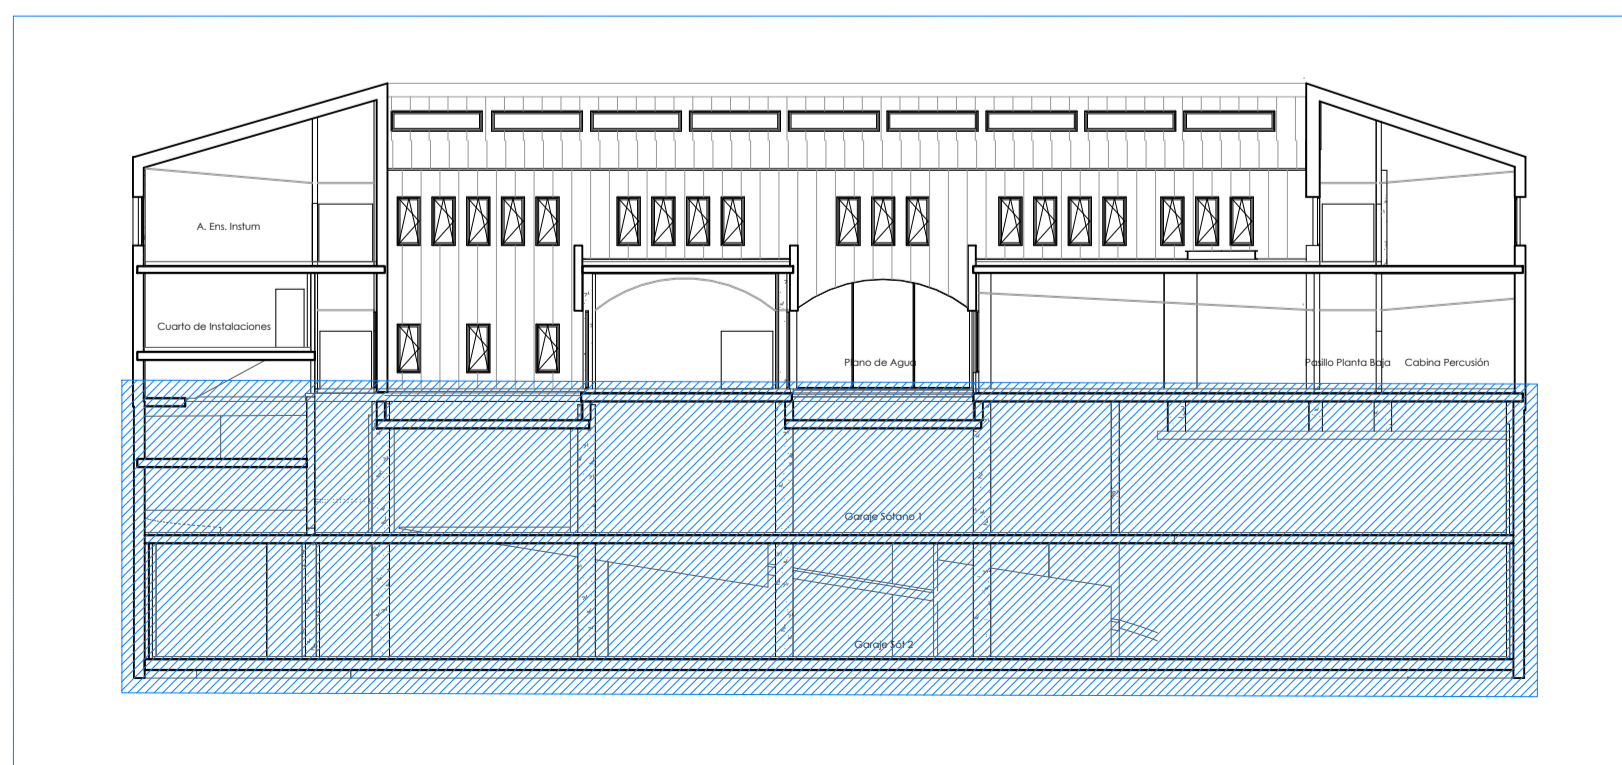 A. Ens. Instum
Cuarto de Instalaciones
Plano de Agua
Pasillo Planta Baja
Cabina Percusión
Garaje Sótano 1
Garaje Sót 2